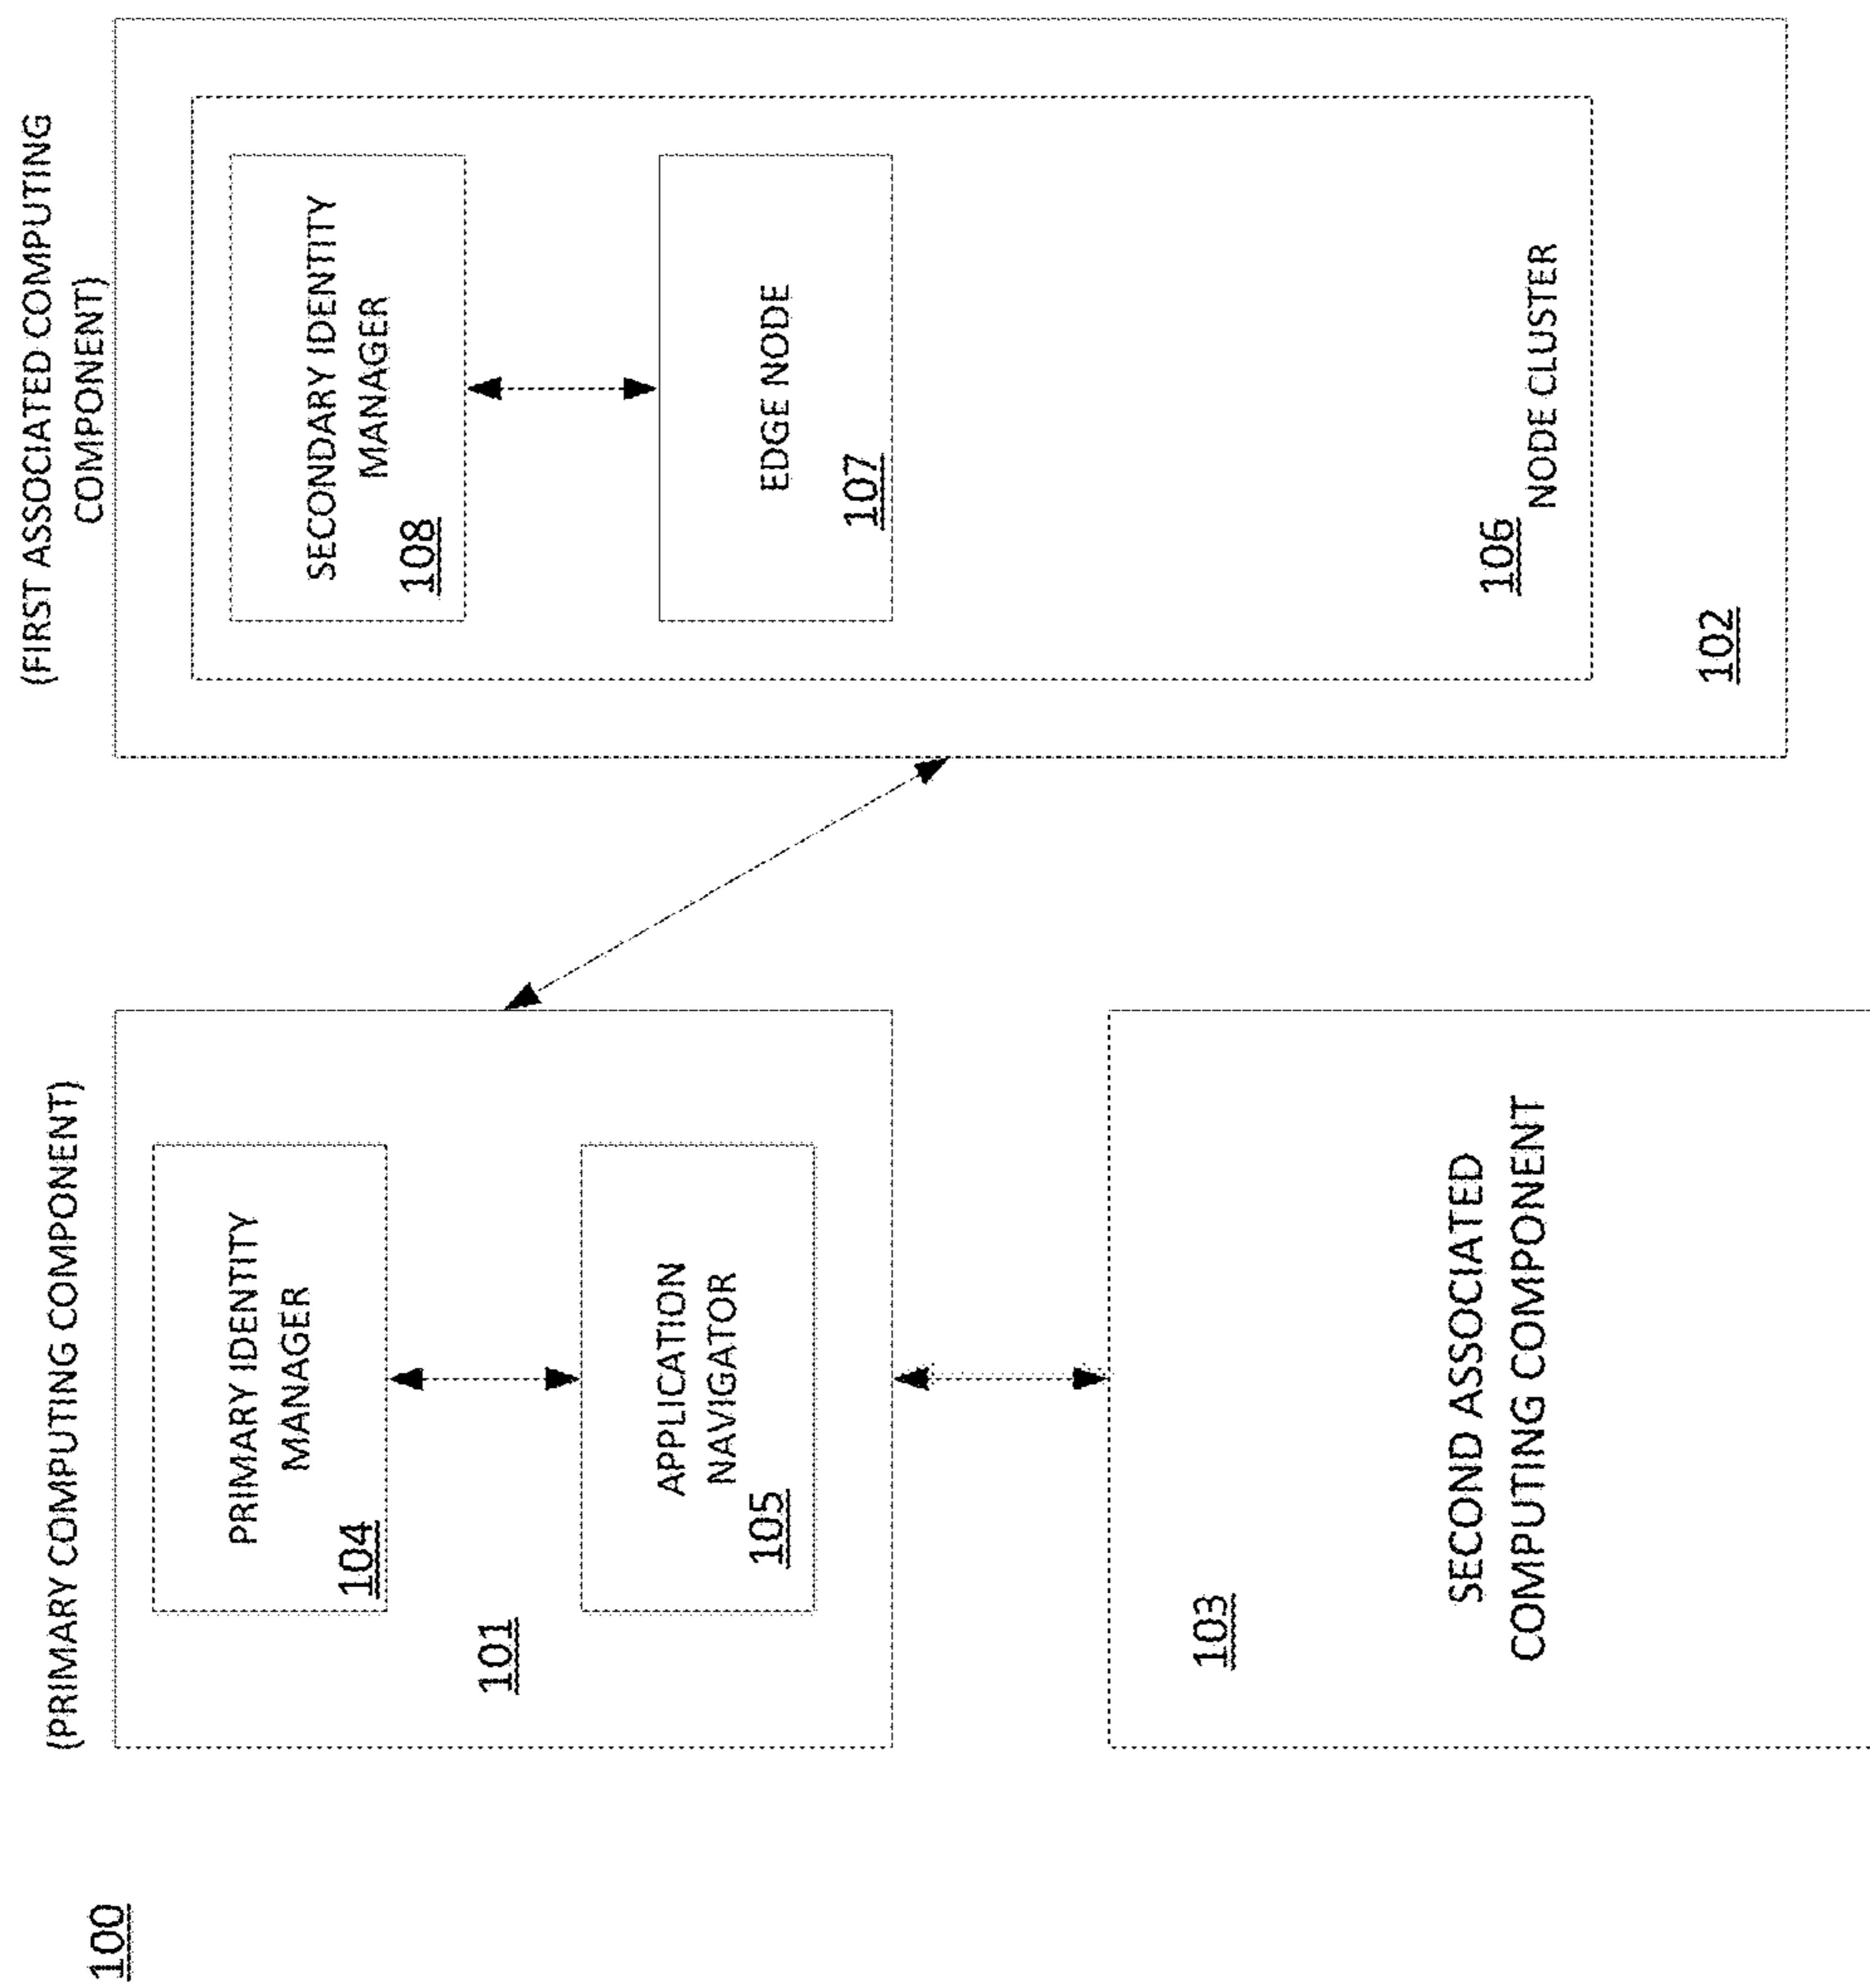 100
(PRIMARY COMPUTING COMPONENT)
PRIMARY IDENTITY
MANAGER
104
101
APPLICATION
NAVIGATOR
105
103
SECOND ASSOCIATED
COMPUTING COMPONENT
(FIRST ASSOCIATED COMPUTING
COMPONENT)
SECONDARY IDENTITY
MANAGER
108
EDGE NODE
107
106
NODE CLUSTER
102